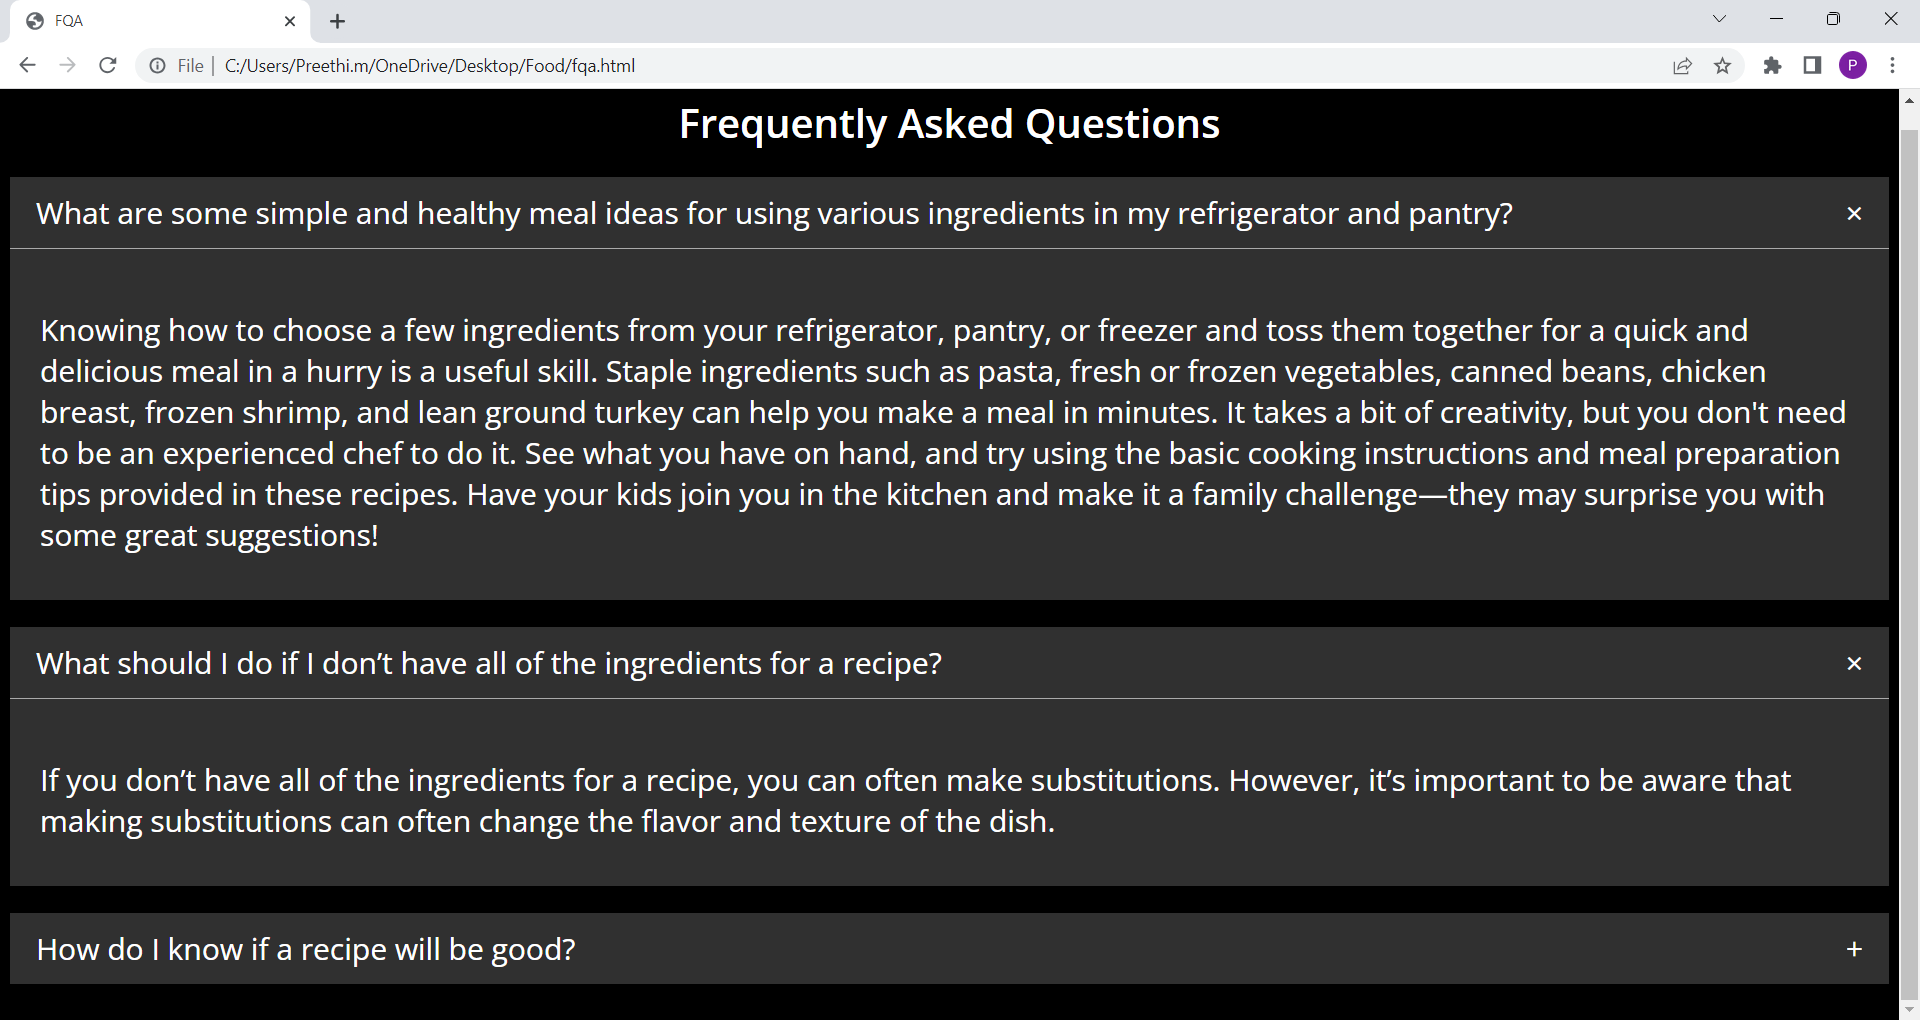 FQA
File
C:/Users/Preethi.m/OneDrive/Desktop/Food/fqa.html
P
Frequently Asked Questions
What are some simple and healthy meal ideas for using various ingredients in my refrigerator and pantry?
Knowing how to choose a few ingredients from your refrigerator, pantry, or freezer and toss them together for a quick and
delicious meal in a hurry is a useful skill. Staple ingredients such as pasta, fresh or frozen vegetables, canned beans, chicken
breast, frozen shrimp, and lean ground turkey can help you make a meal in minutes. It takes a bit of creativity, but you don't need
to be an experienced chef to do it. See what you have on hand, and try using the basic cooking instructions and meal preparation
tips provided in these recipes. Have your kids join you in the kitchen and make it a family challenge—they may surprise you with
some great suggestions!
What should I do if I don’t have all of the ingredients for a recipe?
If you don’t have all of the ingredients for a recipe, you can often make substitutions. However, it’s important to be aware that
making substitutions can often change the flavor and texture of the dish.
How do I know if a recipe will be good?